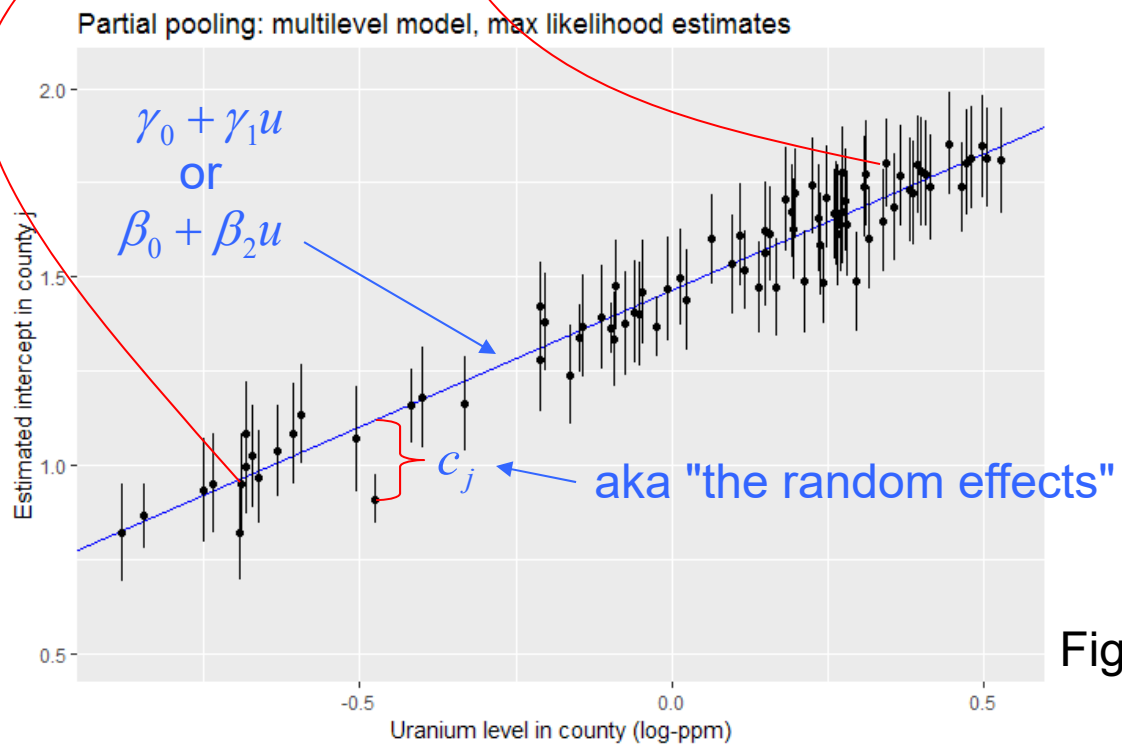 Partial pooling: multilevel model, max likelihood estimates
2.0
1.5
1.0
0.5
Estimated intercept in county j
γ₀ + γ₁u
or
β₀ + β₂u
cⱼ
aka "the random effects"
Fig
-0.5
0.0
0.5
Uranium level in county (log-ppm)